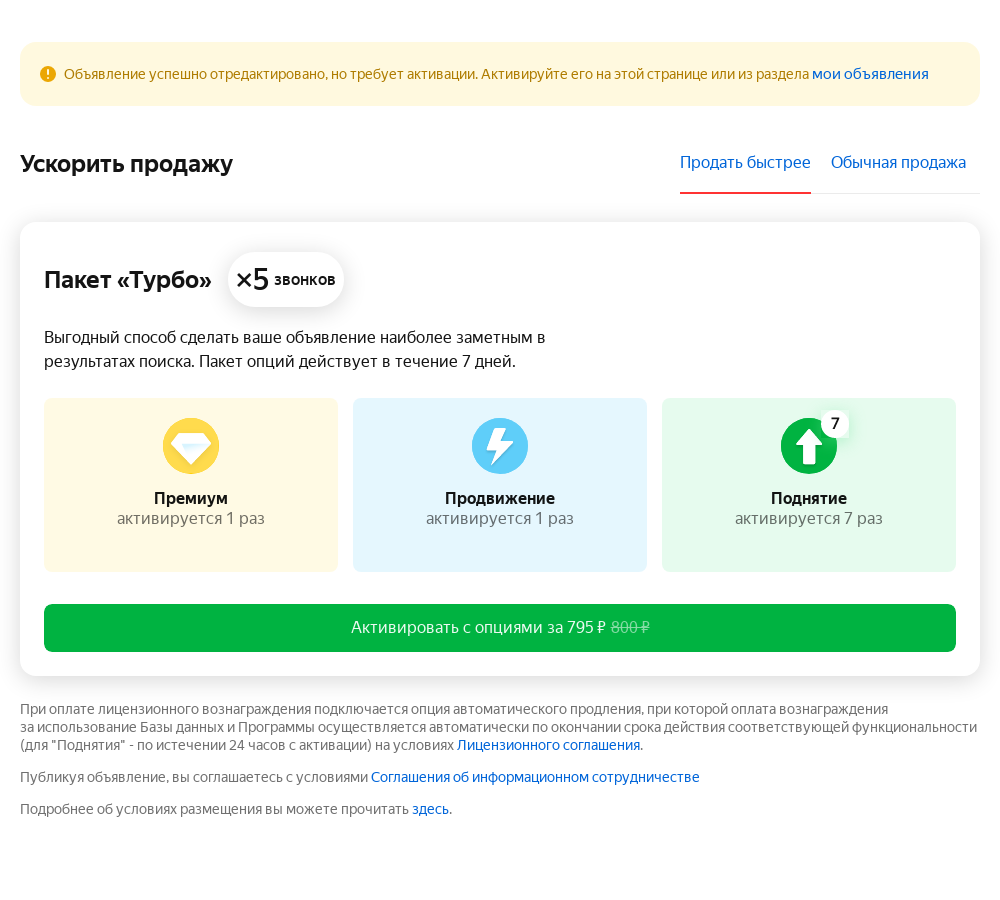 Объявление успешно отредактировано, но требует активации. Активируйте его на этой странице или из раздела мои объявления
Ускорить продажу
Продать быстрее
Обычная продажа
Пакет «Турбо»
×5 звонков
Выгодный способ сделать ваше объявление наиболее заметным в
результатах поиска. Пакет опций действует в течение 7 дней.
Премиум
активируется 1 раз
Продвижение
активируется 1 раз
7
Поднятие
активируется 7 раз
Активировать с опциями за 795 ₽ 800 ₽
При оплате лицензионного вознаграждения подключается опция автоматического продления, при которой оплата вознаграждения
за использование Базы данных и Программы осуществляется автоматически по окончании срока действия соответствующей функциональности
(для "Поднятия" - по истечении 24 часов с активации) на условиях Лицензионного соглашения.
Публикуя объявление, вы соглашаетесь с условиями Соглашения об информационном сотрудничестве
Подробнее об условиях размещения вы можете прочитать здесь.